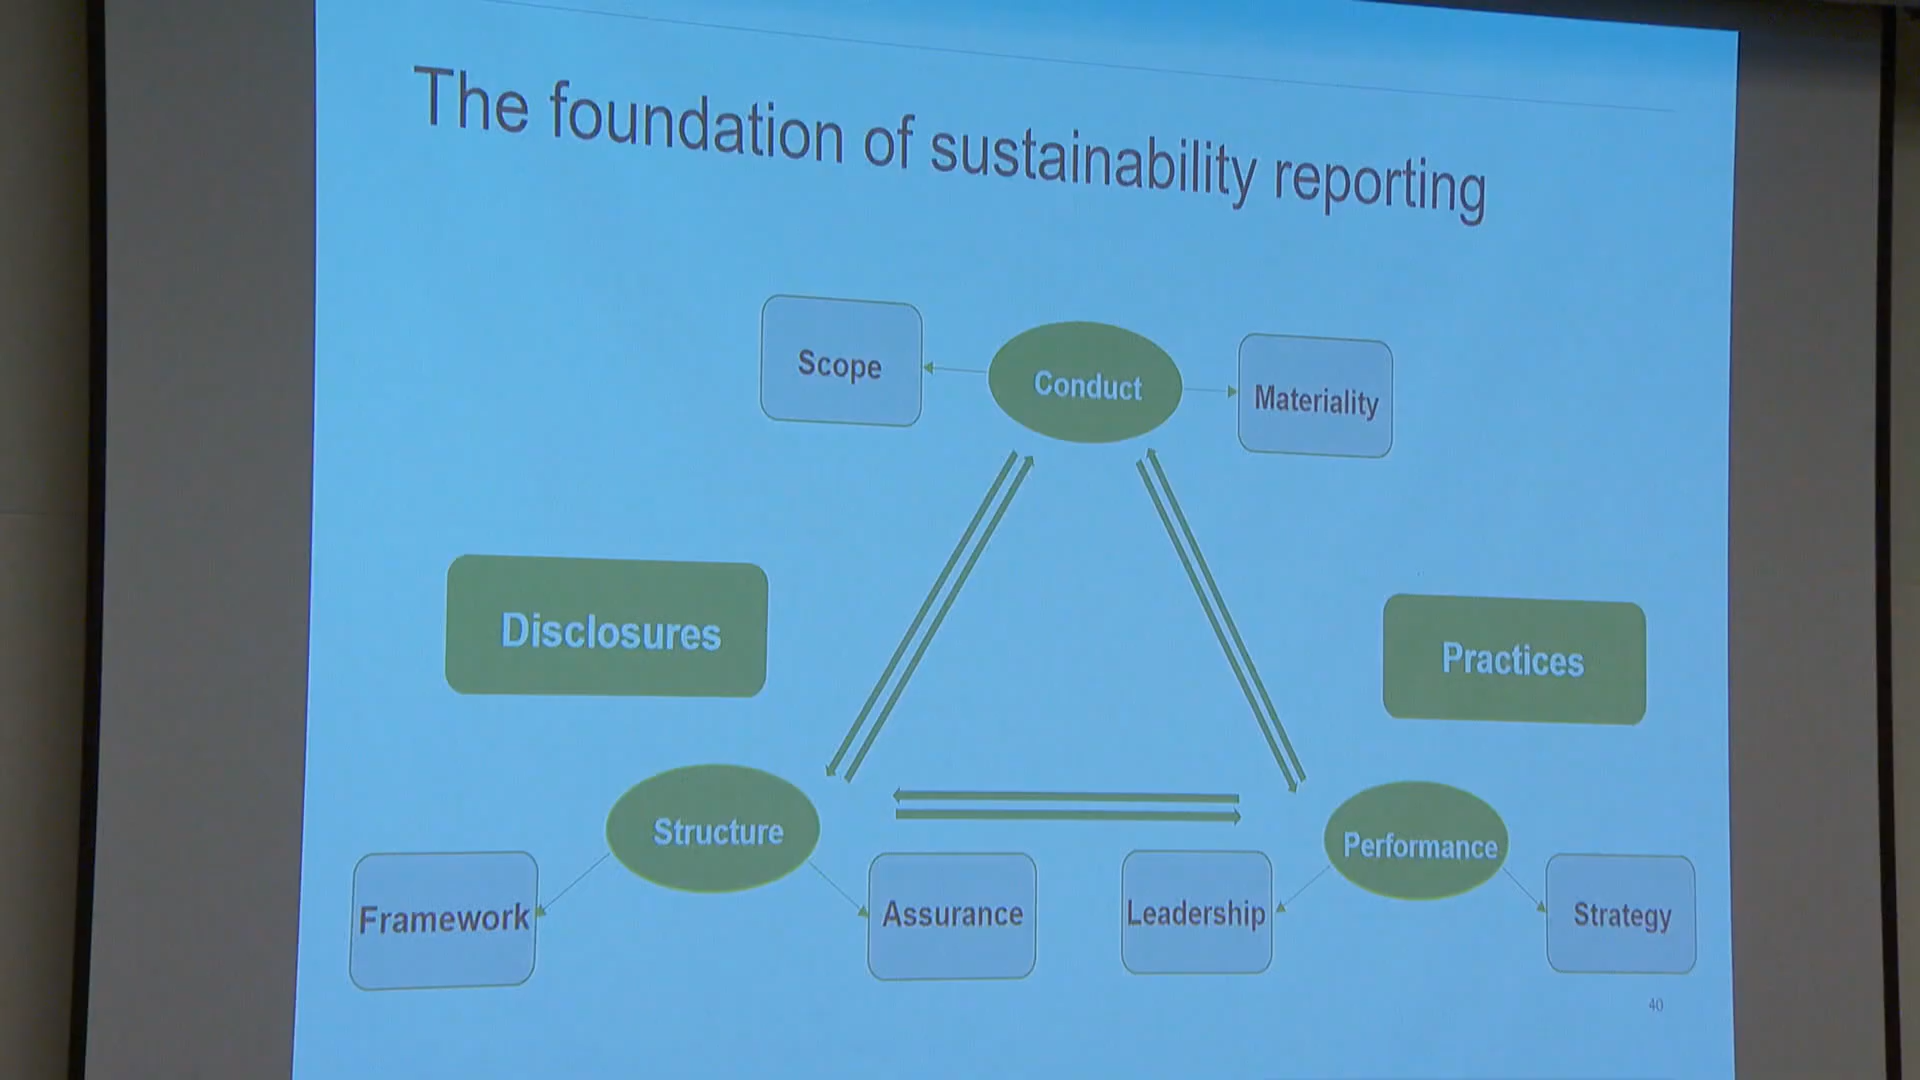 The foundation of sustainability reporting
Scope
Conduct
Materiality
Disclosures
Practices
Structure
Performance
Framework
Assurance
Leadership
Strategy
40